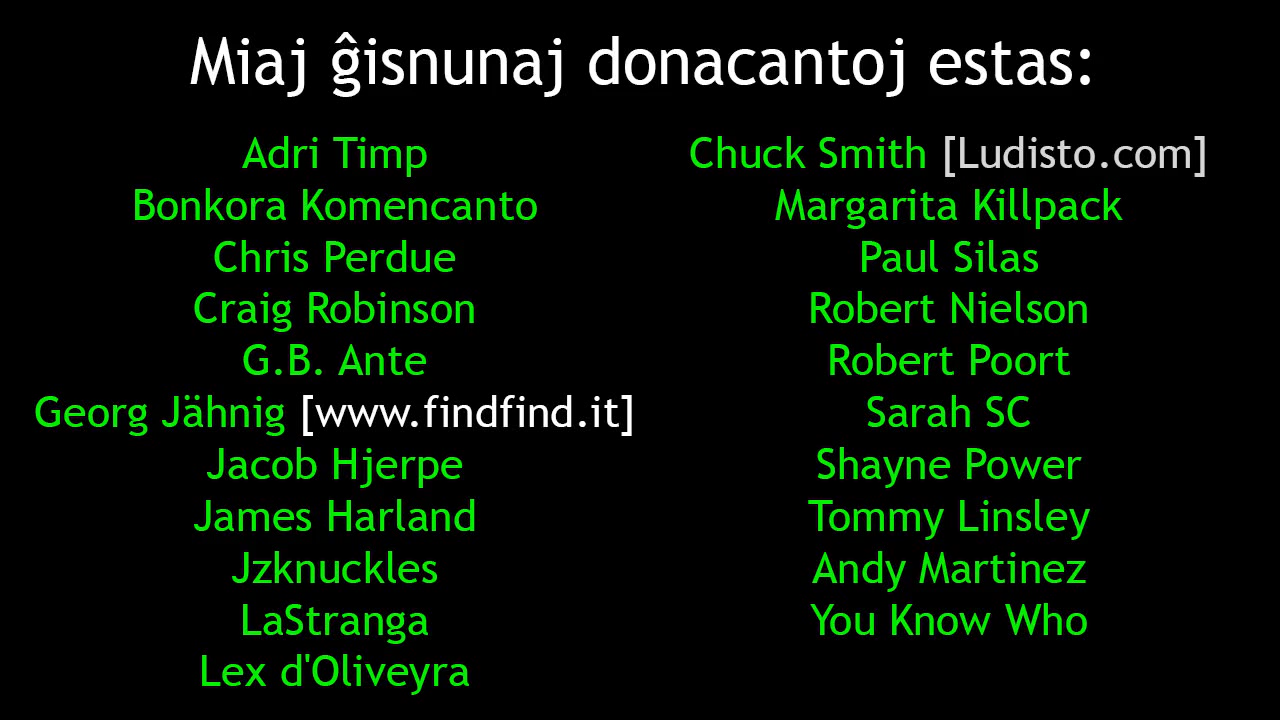 Miaj ĝisnunaj donacantoj estas:
Adri Timp
Bonkora Komencanto
Chris Perdue
Craig Robinson
G.B. Ante
Georg Jähnig [www.findfind.it]
Jacob Hjerpe
James Harland
Jzknuckles
LaStranga
Lex d'Oliveyra
Chuck Smith [Ludisto.com]
Margarita Killpack
Paul Silas
Robert Nielson
Robert Poort
Sarah SC
Shayne Power
Tommy Linsley
Andy Martinez
You Know Who